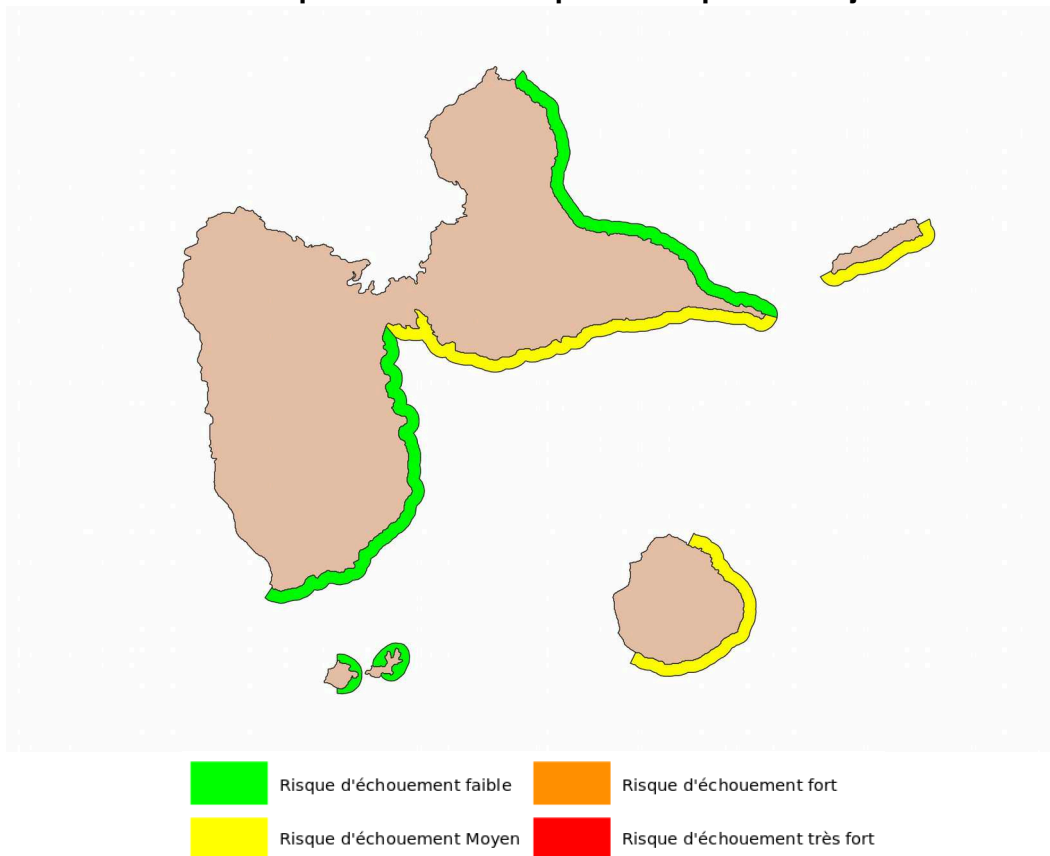 Risque d'échouement faible
Risque d'échouement fort
Risque d'échouement Moyen
Risque d'échouement très fort